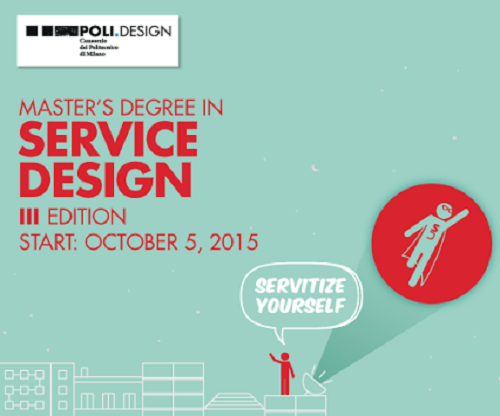 POLI.DESIGN
Consorzio
del Politecnico
di Milano
MASTER'S DEGREE IN
SERVICE
DESIGN
III EDITION
START: OCTOBER 5, 2015
SERVITIZE
YOURSELF
S